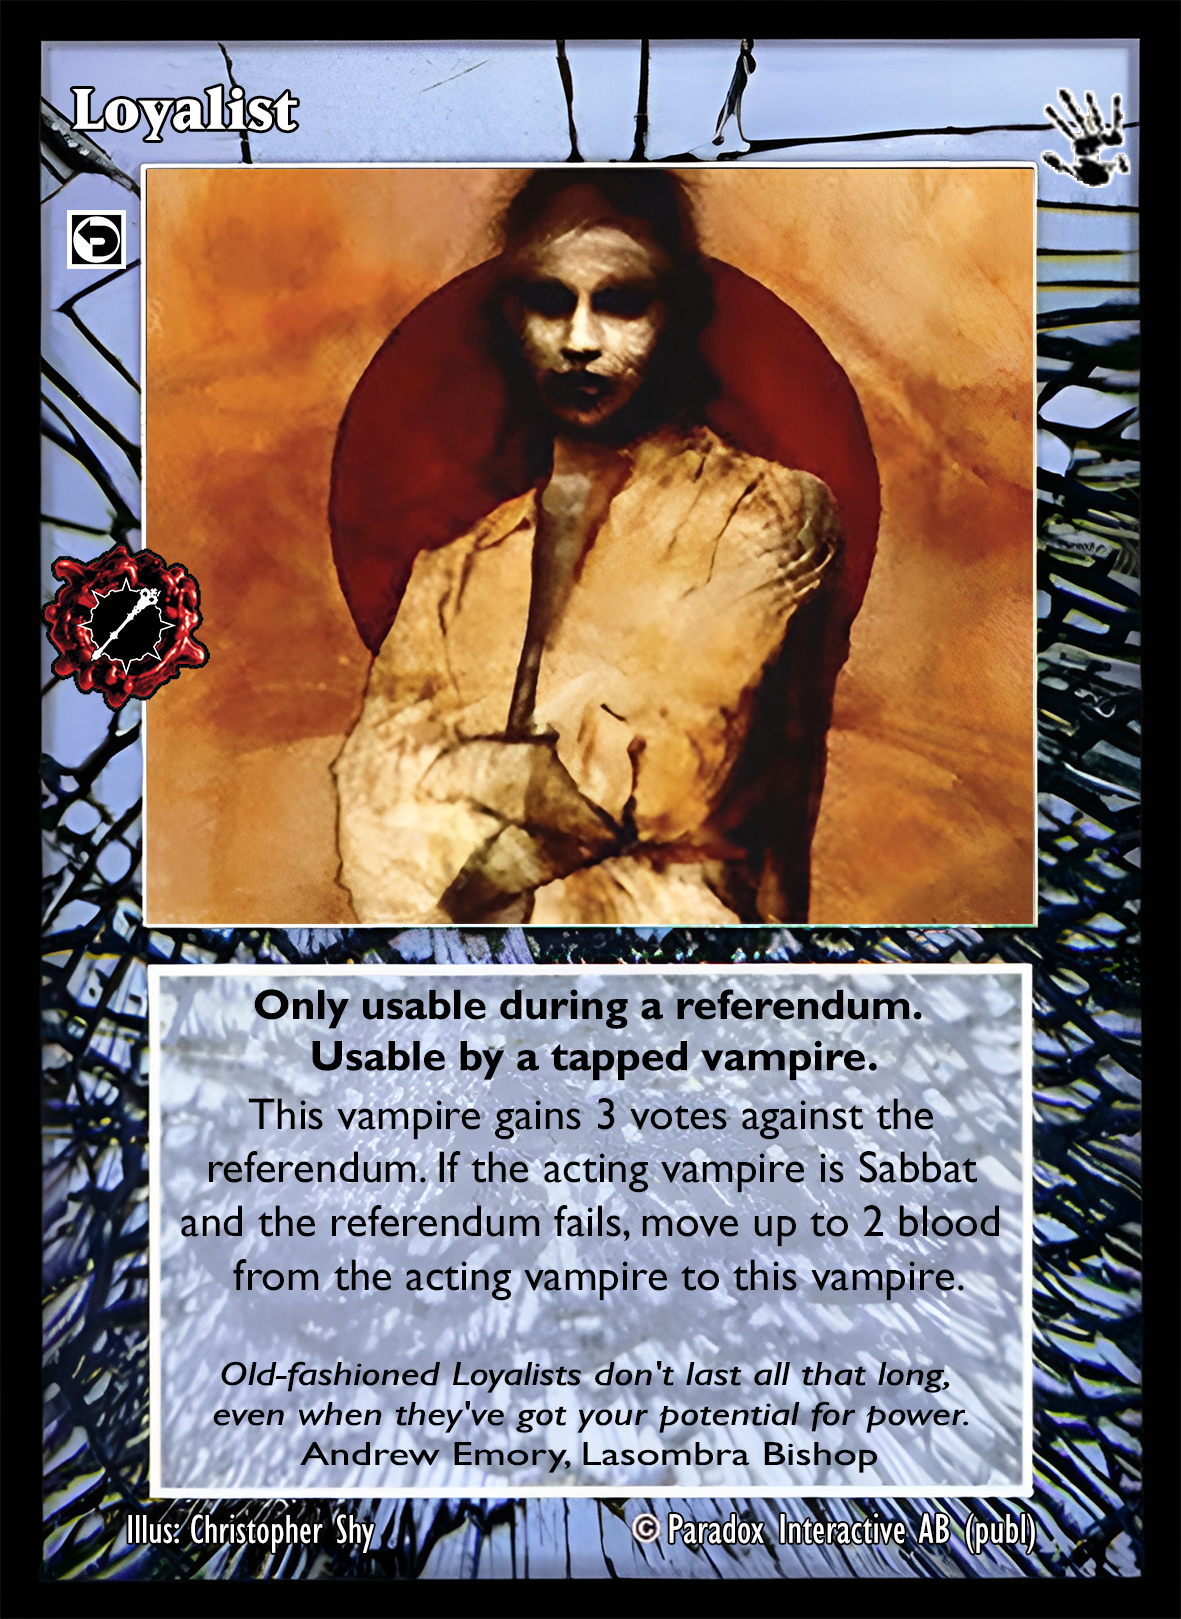 Loyalist
Only usable during a referendum.
Usable by a tapped vampire.
This vampire gains 3 votes against the
referendum. If the acting vampire is Sabbat
and the referendum fails, move up to 2 blood
from the acting vampire to this vampire.
Old-fashioned Loyalists don't last all that long,
even when they've got your potential for power.
Andrew Emory, Lasombra Bishop
Illus: Christopher Shy
© Paradox Interactive AB (publ)